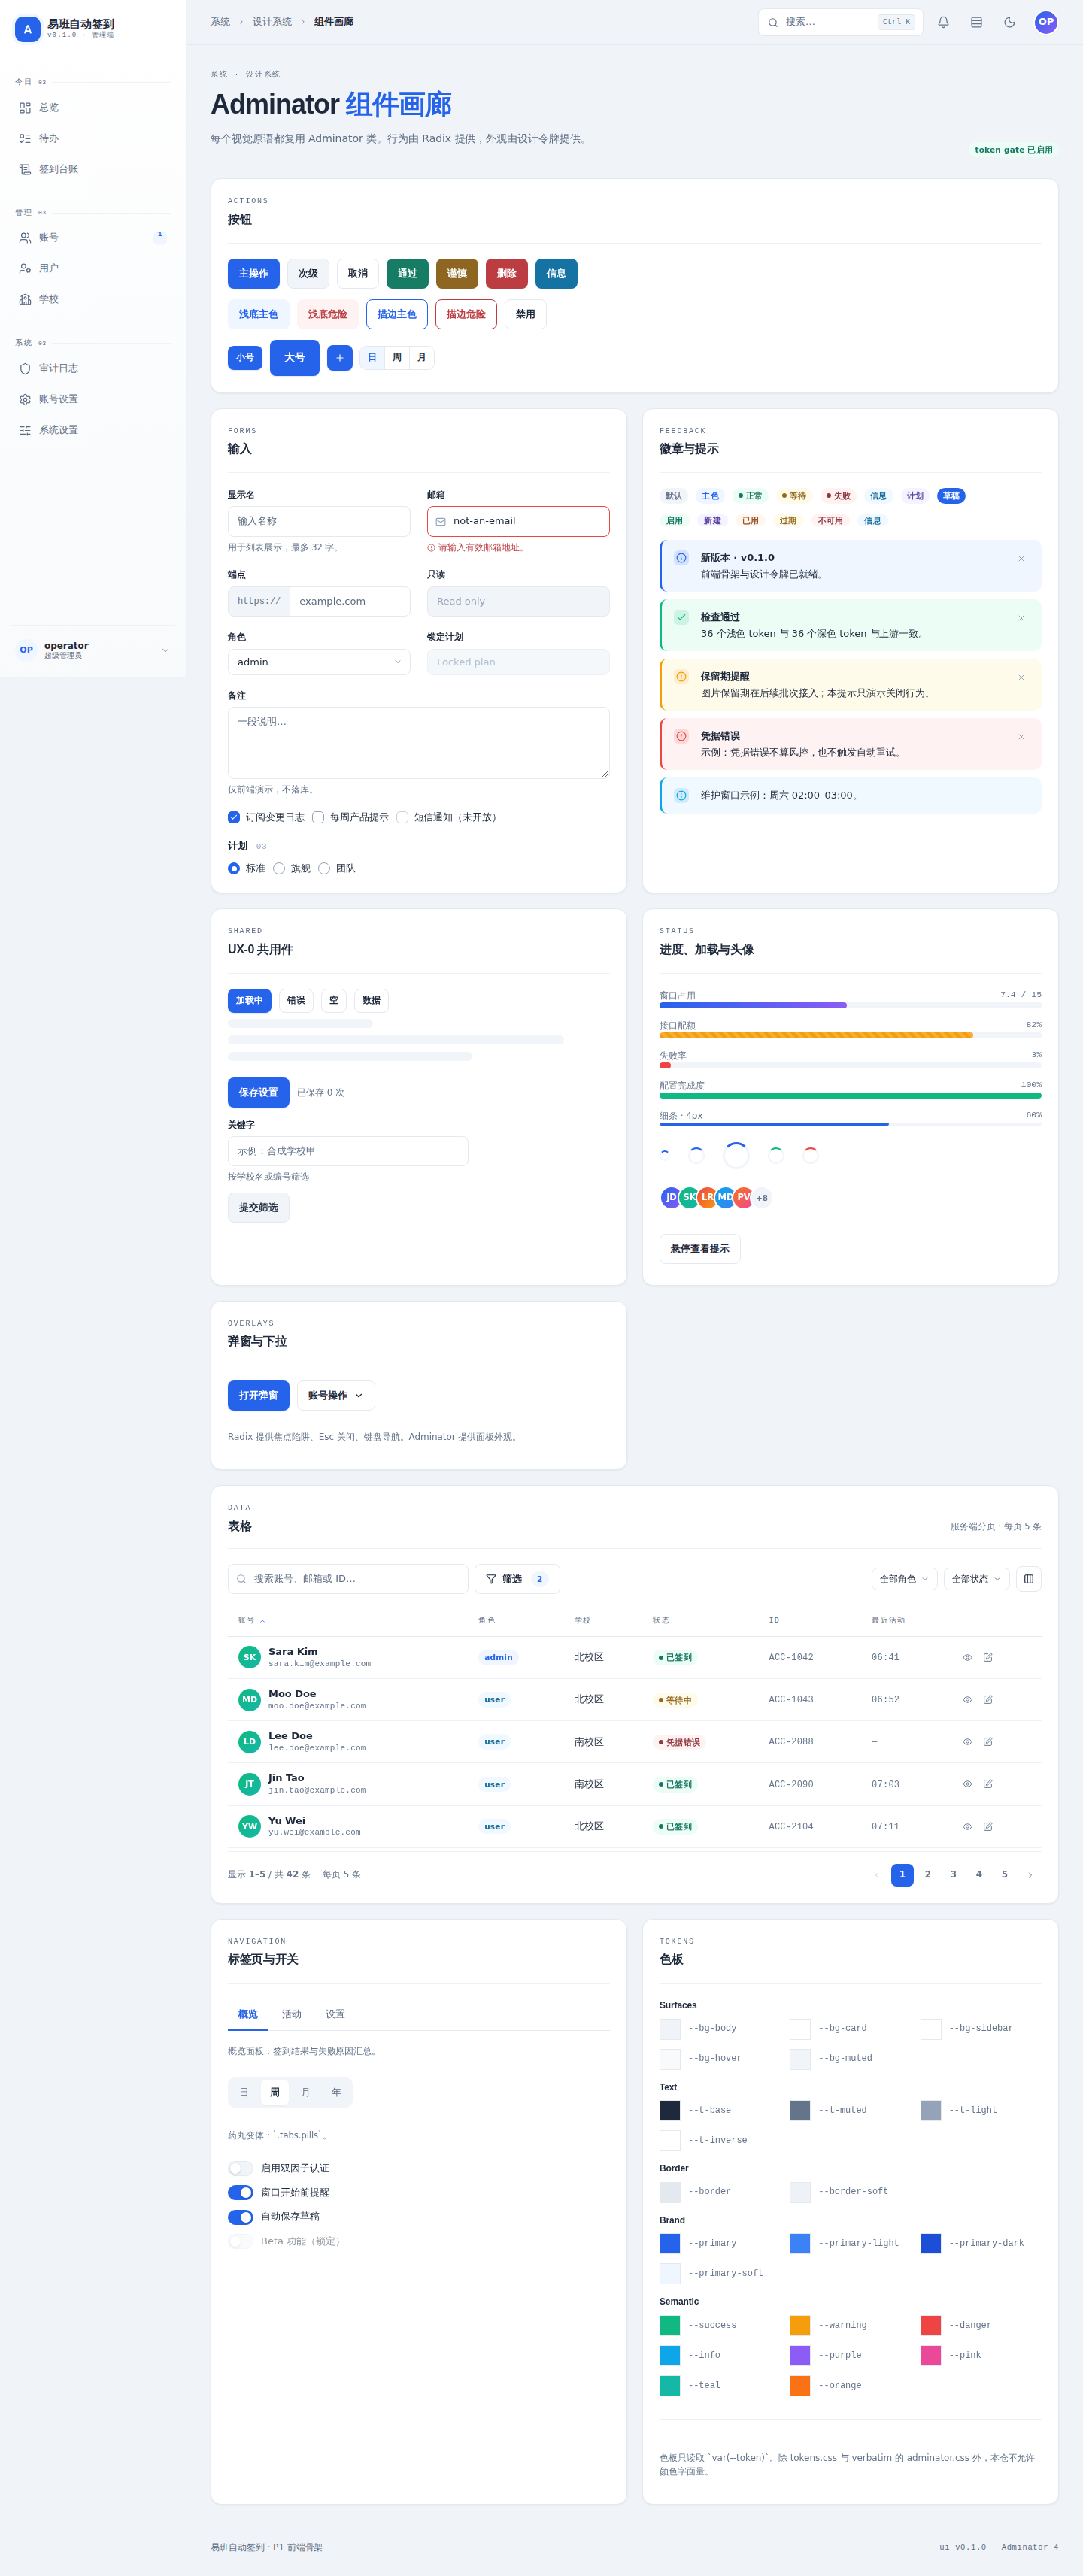 A
易班自动签到
v0.1.0 · 管理端
今日 03
总览
待办
签到台账
管理 03
账号 1
用户
学校
系统 03
审计日志
账号设置
系统设置
OP
operator
超级管理员
系统 › 设计系统 › 组件画廊
搜索… Ctrl K
OP
系统 · 设计系统
Adminator 组件画廊
每个视觉原语都复用 Adminator 类。行为由 Radix 提供，外观由设计令牌提供。
token gate 已启用
ACTIONS
按钮
主操作 次级 取消 通过 谨慎 删除 信息
浅底主色 浅底危险 描边主色 描边危险 禁用
小号 大号 + 日 周 月
FORMS
输入
显示名 邮箱
输入名称 not-an-email
用于列表展示，最多 32 字。 请输入有效邮箱地址。
端点 只读
https:// example.com Read only
角色 锁定计划
admin Locked plan
备注
一段说明…
仅前端演示，不落库。
订阅变更日志 每周产品提示 短信通知（未开放）
计划 03
标准 旗舰 团队
FEEDBACK
徽章与提示
默认 主色 正常 等待 失败 信息 计划 草稿
启用 新建 已用 过期 不可用 信息
新版本 · v0.1.0
前端骨架与设计令牌已就绪。
检查通过
36 个浅色 token 与 36 个深色 token 与上游一致。
保留期提醒
图片保留期在后续批次接入；本提示只演示关闭行为。
凭据错误
示例：凭据错误不算风控，也不触发自动重试。
维护窗口示例：周六 02:00–03:00。
SHARED
UX-0 共用件
加载中 错误 空 数据
保存设置 已保存 0 次
关键字
示例：合成学校甲
按学校名或编号筛选
提交筛选
STATUS
进度、加载与头像
窗口占用 7.4 / 15
接口配额 82%
失败率 3%
配置完成度 100%
细条 · 4px 60%
JD SK LR MD PV +8
悬停查看提示
OVERLAYS
弹窗与下拉
打开弹窗 账号操作
Radix 提供焦点陷阱、Esc 关闭、键盘导航。Adminator 提供面板外观。
DATA
表格
服务端分页 · 每页 5 条
搜索账号、邮箱或 ID… 筛选 2 全部角色 全部状态
账号 角色 学校 状态 ID 最近活动
SK Sara Kim admin 北校区 已签到 ACC-1042 06:41
sara.kim@example.com
MD Moo Doe user 北校区 等待中 ACC-1043 06:52
moo.doe@example.com
LD Lee Doe user 南校区 凭据错误 ACC-2088 —
lee.doe@example.com
JT Jin Tao user 南校区 已签到 ACC-2090 07:03
jin.tao@example.com
YW Yu Wei user 北校区 已签到 ACC-2104 07:11
yu.wei@example.com
显示 1–5 / 共 42 条 每页 5 条
‹ 1 2 3 4 5 ›
NAVIGATION
标签页与开关
概览 活动 设置
概览面板：签到结果与失败原因汇总。
日 周 月 年
药丸变体：`.tabs.pills`。
启用双因子认证
窗口开始前提醒
自动保存草稿
Beta 功能（锁定）
TOKENS
色板
Surfaces
--bg-body --bg-card --bg-sidebar
--bg-hover --bg-muted
Text
--t-base --t-muted --t-light
--t-inverse
Border
--border --border-soft
Brand
--primary --primary-light --primary-dark
--primary-soft
Semantic
--success --warning --danger
--info --purple --pink
--teal --orange
色板只读取 `var(--token)`。除 tokens.css 与 verbatim 的 adminator.css 外，本仓不允许
颜色字面量。
易班自动签到 · P1 前端骨架
ui v0.1.0 Adminator 4